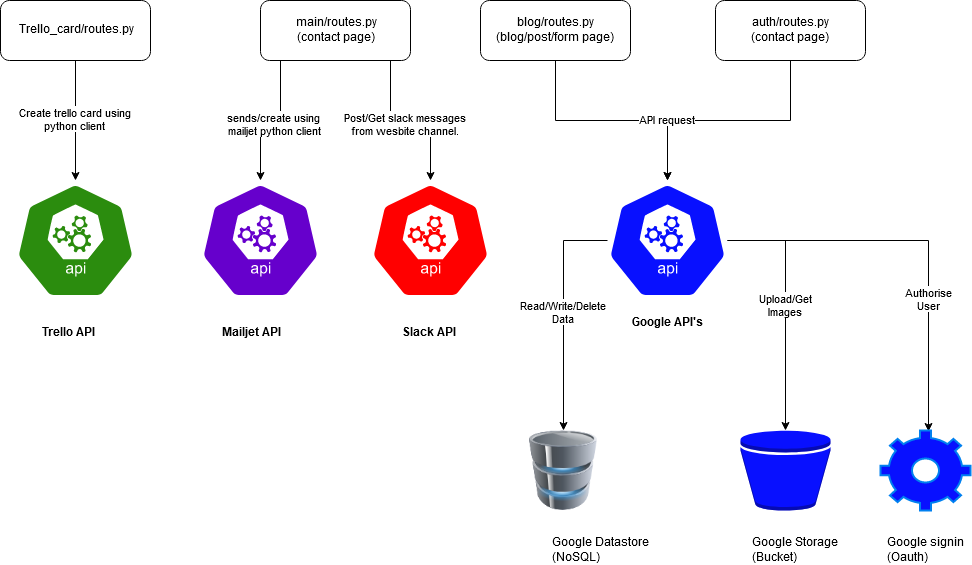 Trello_card/routes.py
main/routes.py
(contact page)
blog/routes.py
(blog/post/form page)
auth/routes.py
(contact page)
Create trello card using
python client
sends/create using
mailjet python client
Post/Get slack messages
from wesbite channel.
API request
api
api
api
api
Trello API
Mailjet API
Slack API
Google API's
Read/Write/Delete
Data
Upload/Get
Images
Authorise
User
Google Datastore
(NoSQL)
Google Storage
(Bucket)
Google signin
(Oauth)